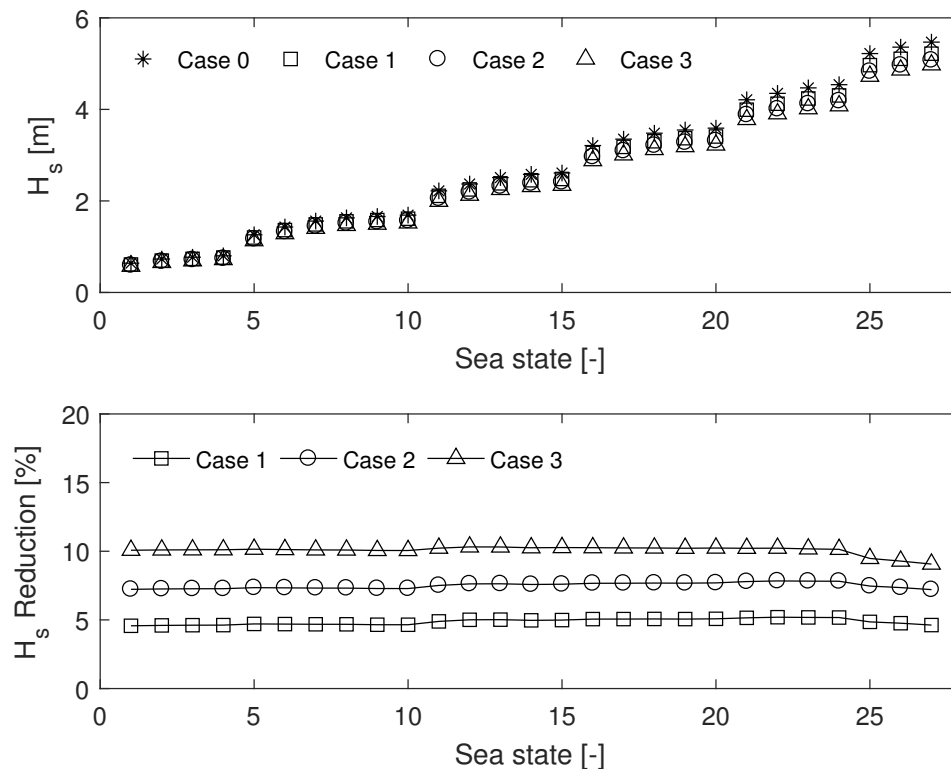 6
4
2
0
H_s [m]
Case 0 Case 1 Case 2 Case 3
0 5 10 15 20 25
Sea state [-]
20
15
10
5
0
H_s Reduction [%]
Case 1 Case 2 Case 3
0 5 10 15 20 25
Sea state [-]